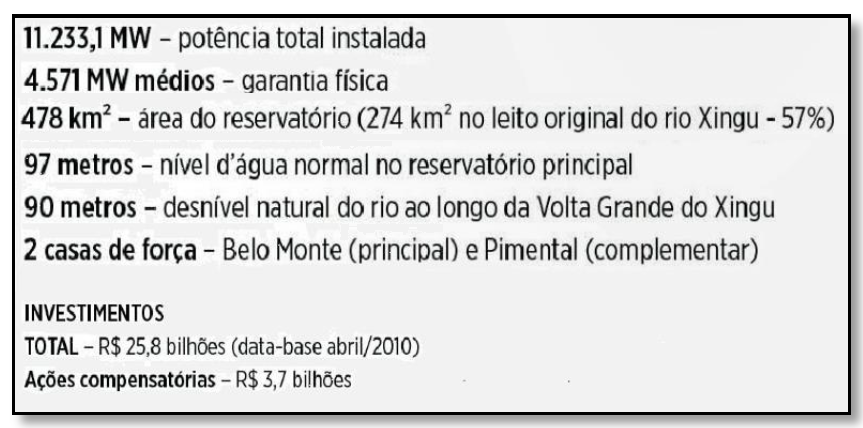 11.233,1 MW – potência total instalada
4.571 MW médios – garantia física
478 km² – área do reservatório (274 km² no leito original do rio Xingu - 57%)
97 metros – nível d'água normal no reservatório principal
90 metros – desnível natural do rio ao longo da Volta Grande do Xingu
2 casas de força – Belo Monte (principal) e Pimental (complementar)
INVESTIMENTOS
TOTAL – R$ 25,8 bilhões (data-base abril/2010)
Ações compensatórias – R$ 3,7 bilhões